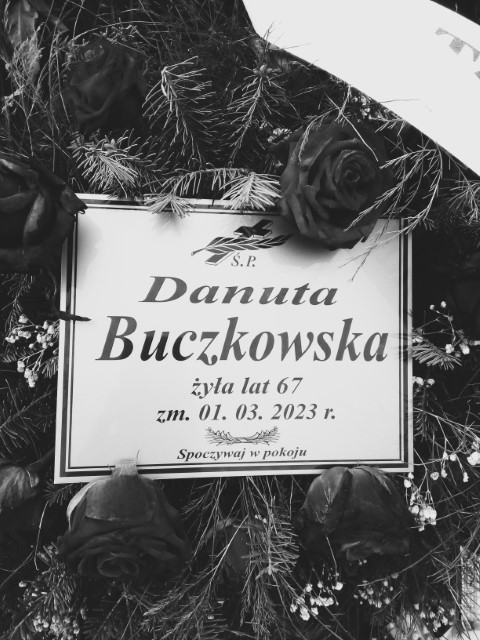 Ś.P.
Danuta
Buczkowska
żyła lat 67
zm. 01. 03. 2023 r.
Spoczywaj w pokoju